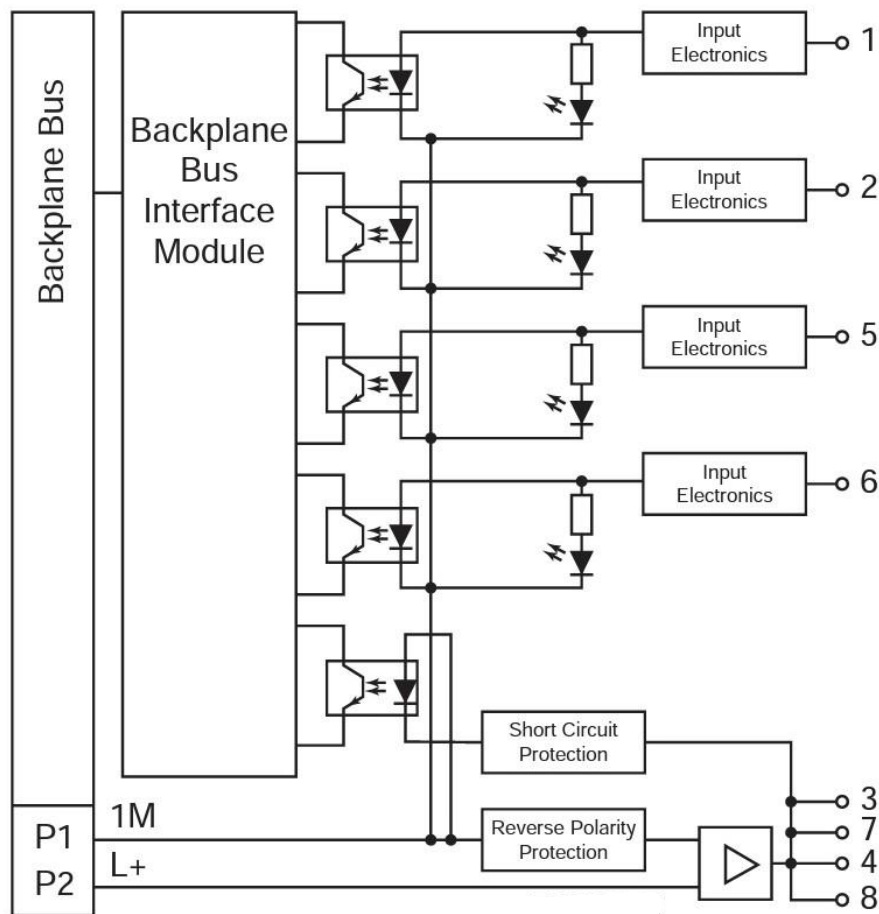 Backplane Bus
Backplane
Bus
Interface
Module
Input
Electronics
1
Input
Electronics
2
Input
Electronics
5
Input
Electronics
6
Short Circuit
Protection
3
7
4
8
P1
1M
Reverse Polarity
Protection
P2
L+